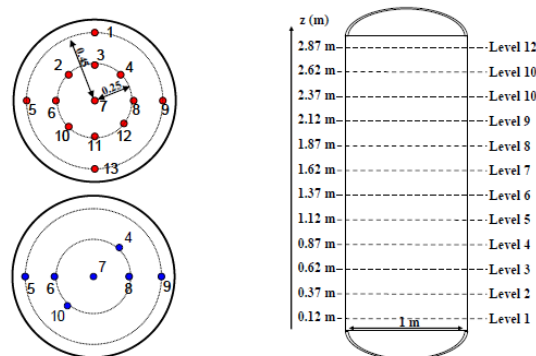 1
3
2
4
0.45
0.25
5
6
7
8
9
10
12
11
13
4
7
5
6
8
9
10
z (m)
2.87 m Level 12
2.62 m Level 10
2.37 m Level 10
2.12 m Level 9
1.87 m Level 8
1.62 m Level 7
1.37 m Level 6
1.12 m Level 5
0.87 m Level 4
0.62 m Level 3
0.37 m Level 2
0.12 m Level 1
1 m